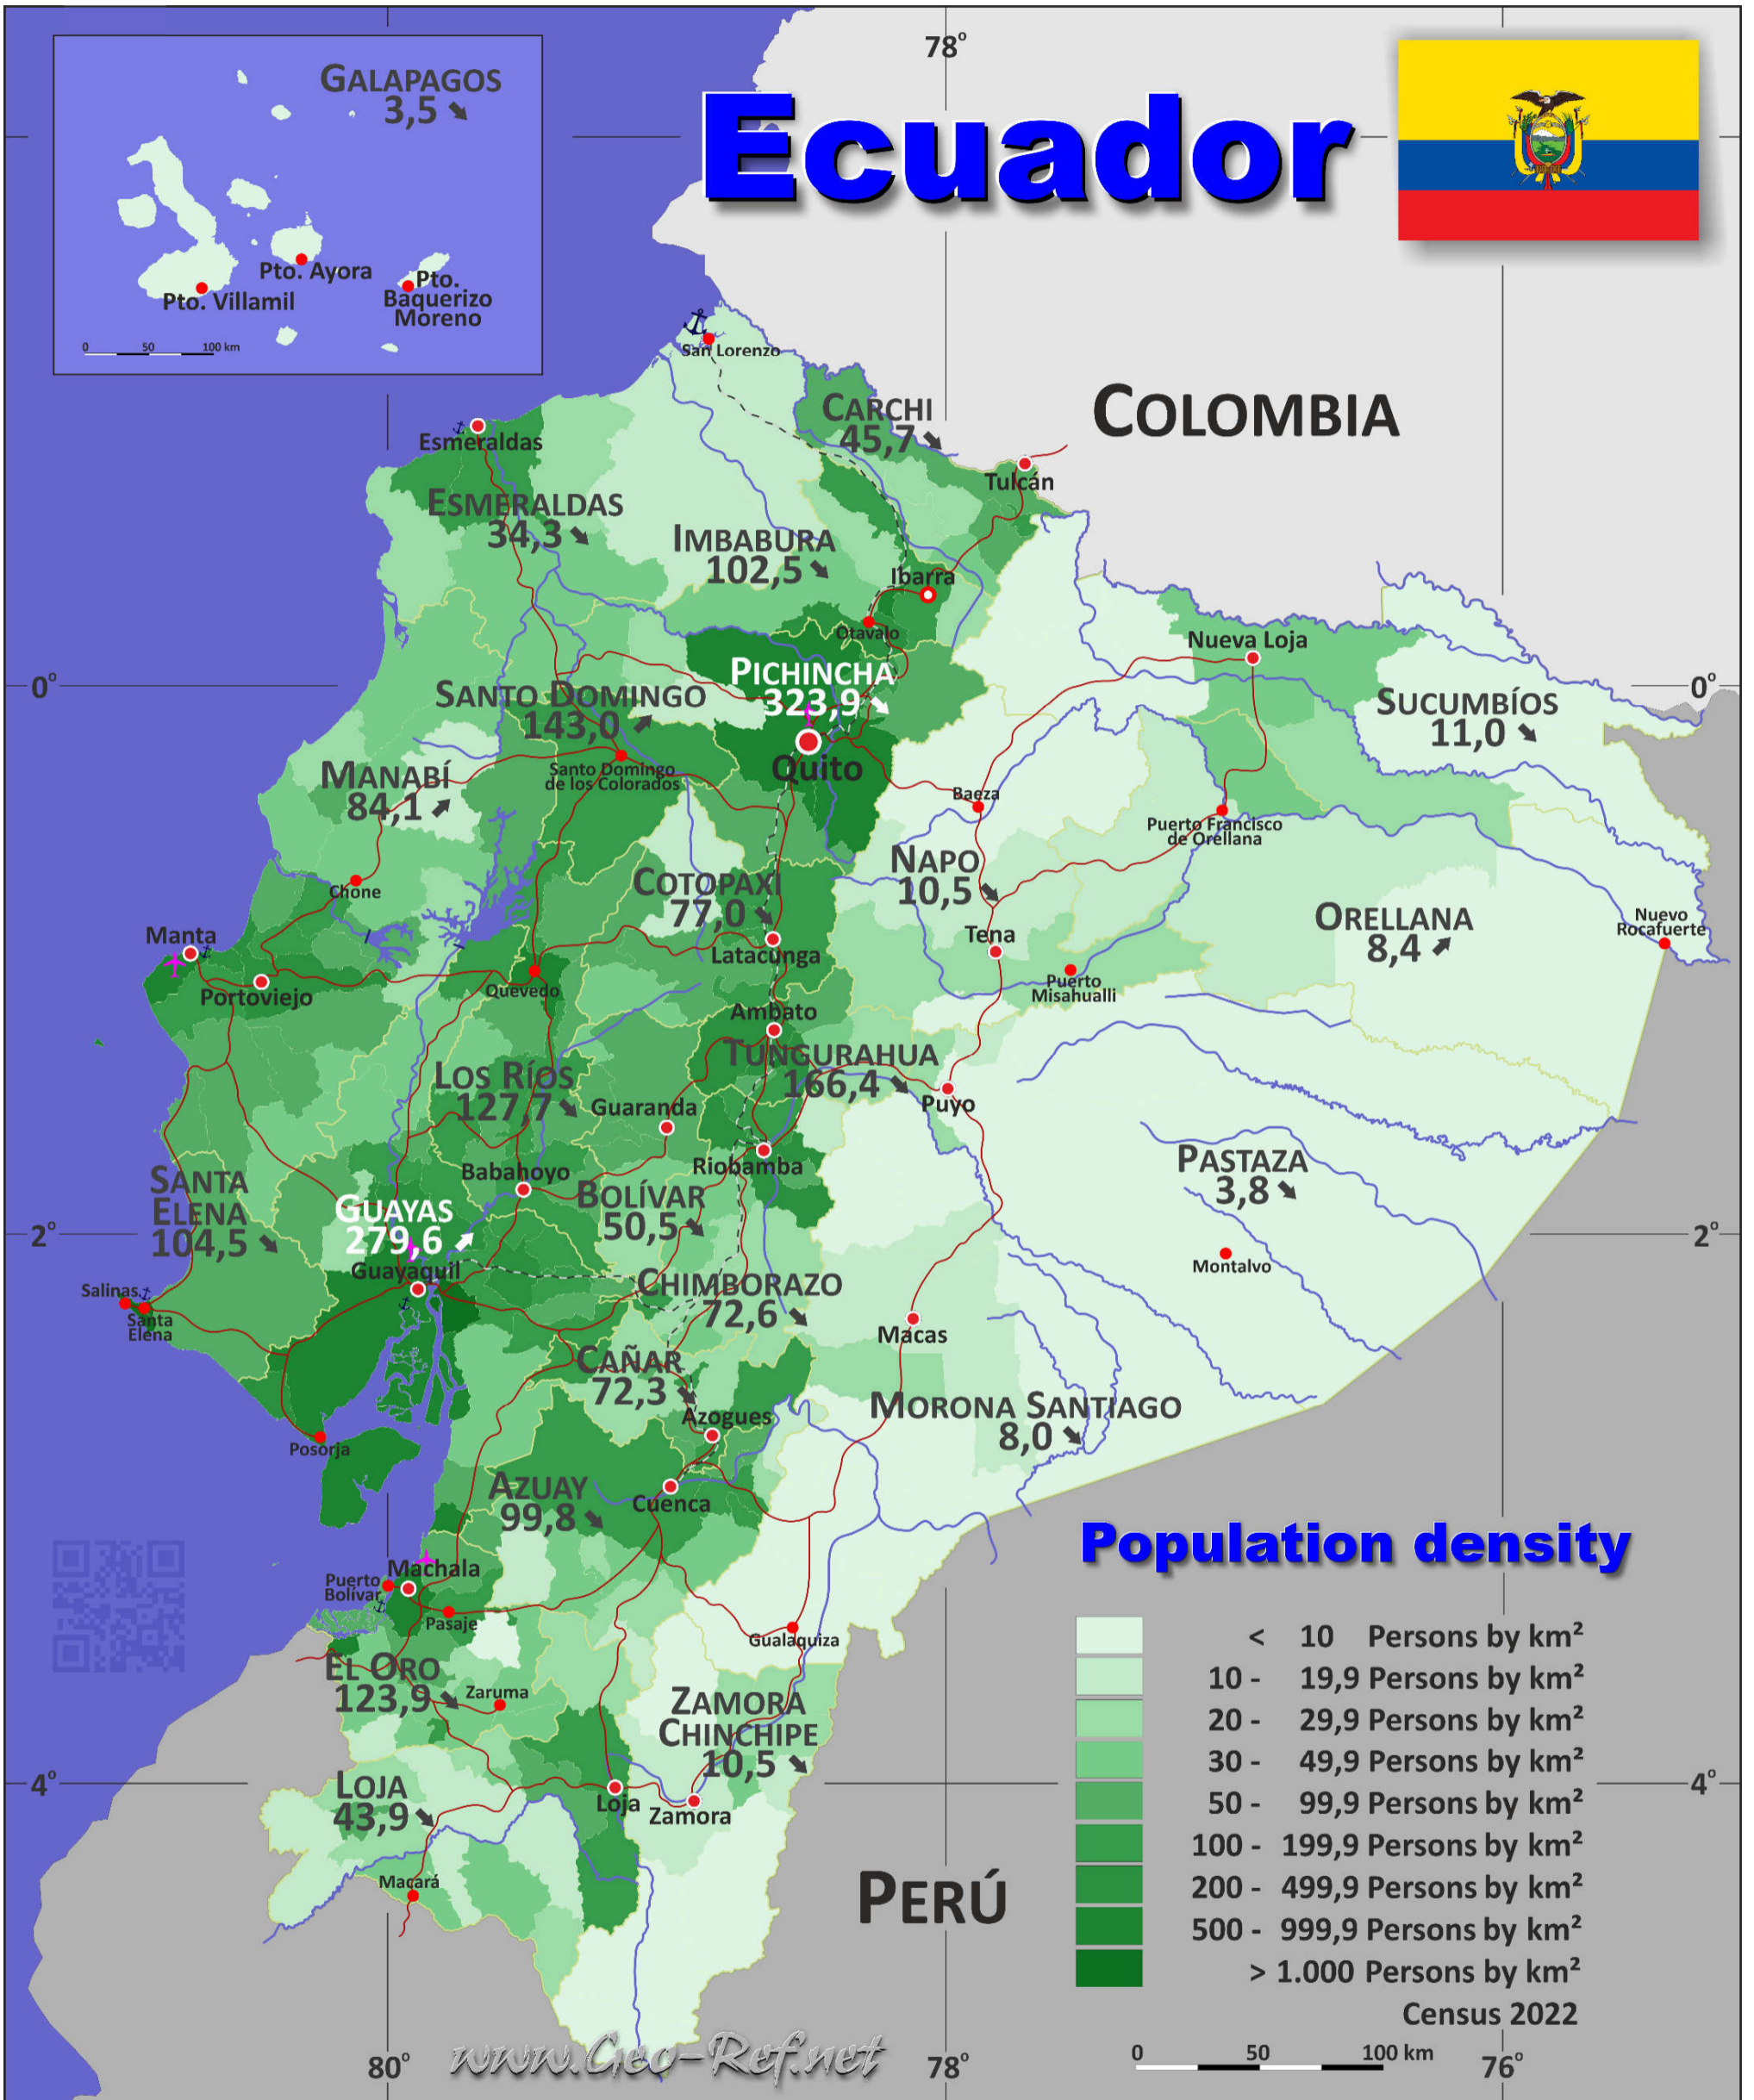 GALAPAGOS
3,5
Pto. Ayora
Pto. Villamil
Pto.
Baquerizo
Moreno
0 50 100 km
78°
Ecuador
COLOMBIA
San Lorenzo
CARCHI
45,7
Tulcán
Esmeraldas
ESMERALDAS
34,3
IMBABURA
102,5
Ibarra
Otavalo
Nueva Loja
0°
0°
PICHINCHA
323,9
Quito
SANTO DOMINGO
143,0
Santo Domingo
de los Colorados
SUCUMBÍOS
11,0
MANABÍ
84,1
Baeza
Puerto Francisco
de Orellana
Chone
COTOPAXI
77,0
Latacunga
NAPO
10,5
Tena
ORELLANA
8,4
Nuevo
Rocafuerte
Manta
Portoviejo
Quevedo
Puerto
Misahualli
Ambato
TUNGURAHUA
166,4
Puyo
LOS RÍOS
127,7
Guaranda
Riobamba
Babahoyo
BOLÍVAR
50,5
PASTAZA
3,8
Montalvo
SANTA
ELENA
104,5
2°
2°
GUAYAS
279,6
Guayaquil
Salinas
Santa
Elena
CHIMBORAZO
72,6
Macas
CAÑAR
72,3
Azogues
MORONA SANTIAGO
8,0
Posorja
AZUAY
99,8
Cuenca
Machala
Puerto
Bolívar
Pasaje
Gualaquiza
EL ORO
123,9
Zaruma
ZAMORA
CHINCHIPE
10,5
4°
4°
LOJA
43,9
Loja
Zamora
Macará
PERÚ
Population density
< 10 Persons by km²
10 - 19,9 Persons by km²
20 - 29,9 Persons by km²
30 - 49,9 Persons by km²
50 - 99,9 Persons by km²
100 - 199,9 Persons by km²
200 - 499,9 Persons by km²
500 - 999,9 Persons by km²
> 1.000 Persons by km²
Census 2022
0 50 100 km
80°
www.Geo-Ref.net
78°
76°